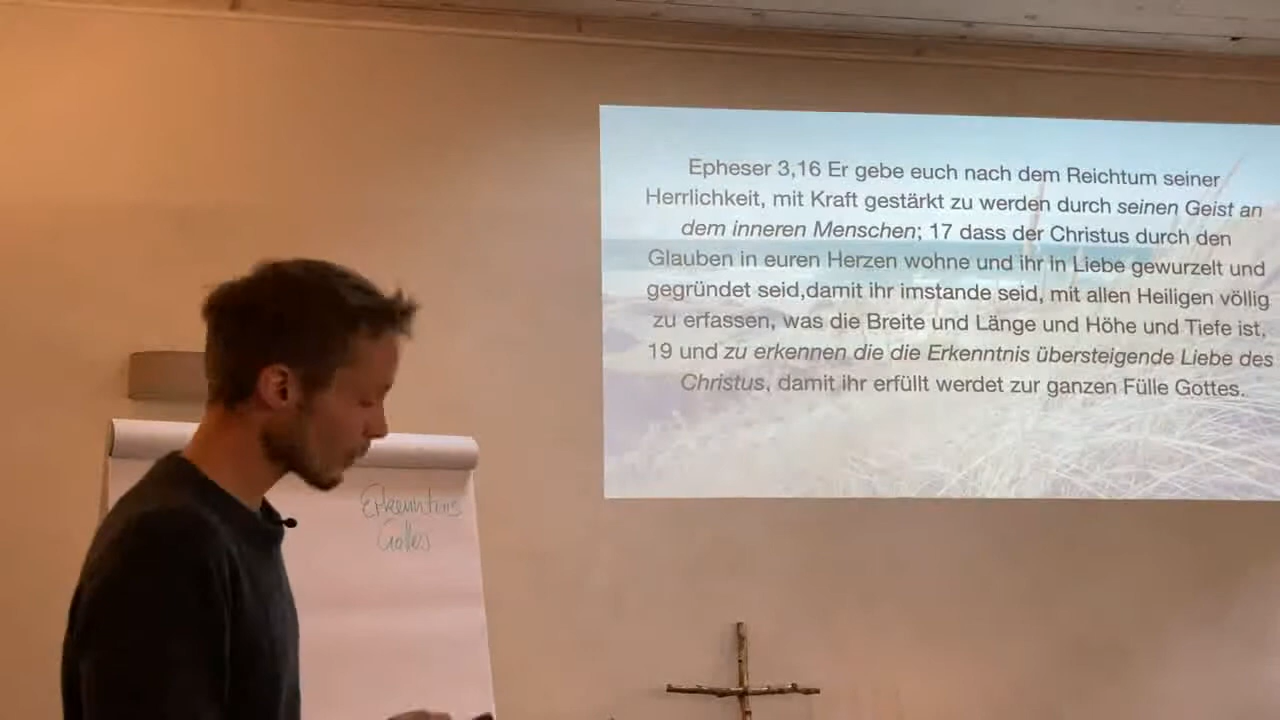 Epheser 3,16 Er gebe euch nach dem Reichtum seiner
Herrlichkeit, mit Kraft gestärkt zu werden durch seinen Geist an
dem inneren Menschen; 17 dass der Christus durch den
Glauben in euren Herzen wohne und ihr in Liebe gewurzelt und
gegründet seid,damit ihr imstande seid, mit allen Heiligen völlig
zu erfassen, was die Breite und Länge und Höhe und Tiefe ist,
19 und zu erkennen die die Erkenntnis übersteigende Liebe des
Christus, damit ihr erfüllt werdet zur ganzen Fülle Gottes.
Erkenntnis
Gottes